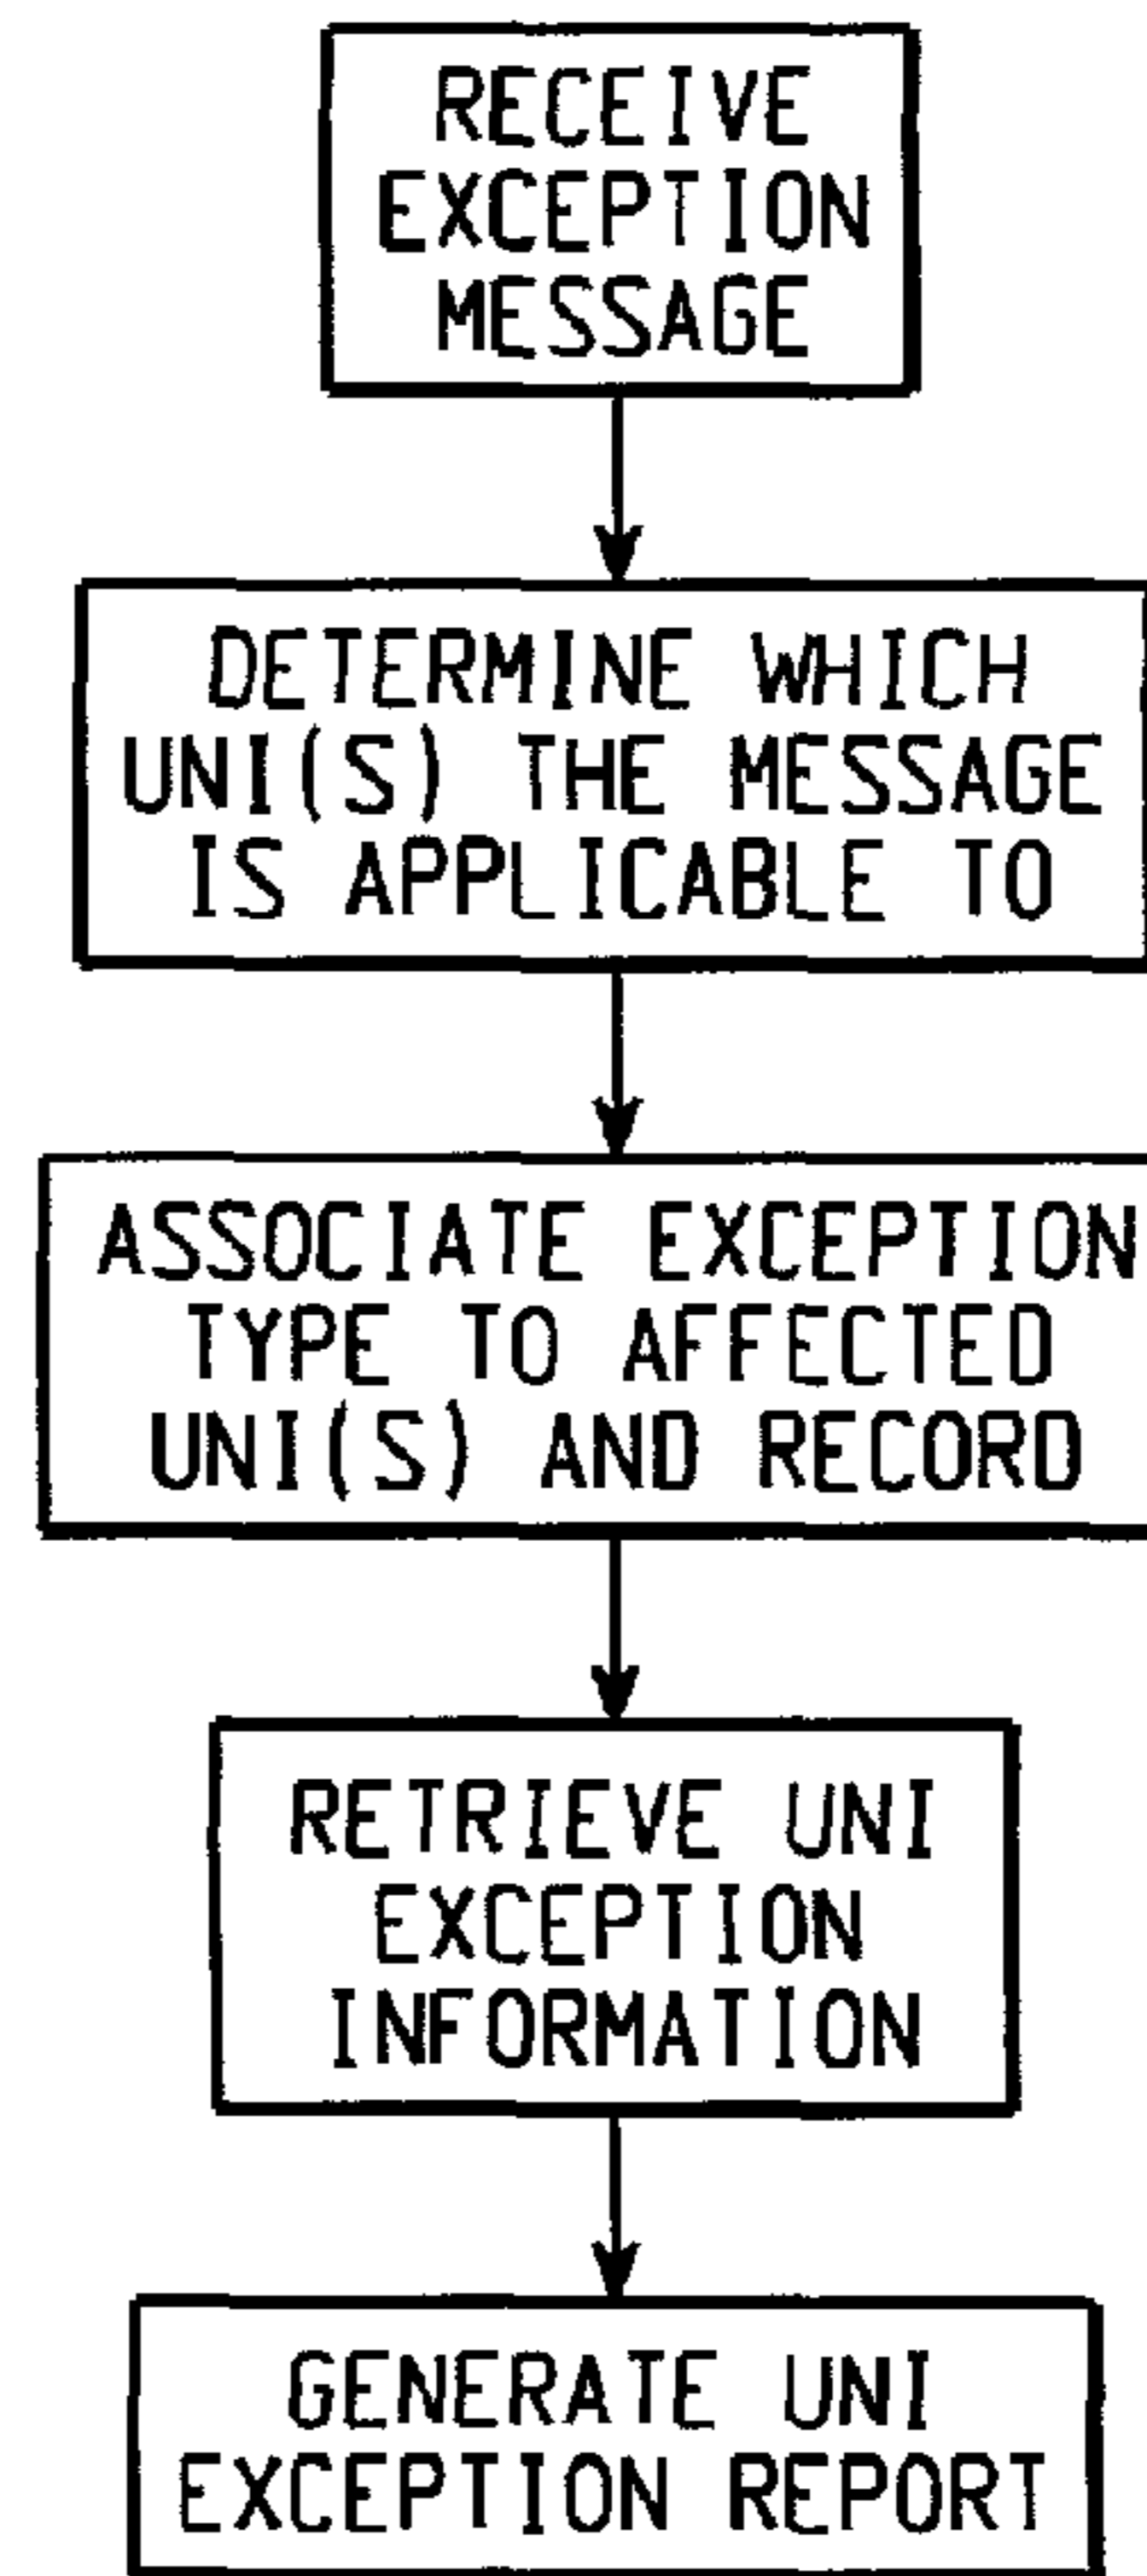 RECEIVE
EXCEPTION
MESSAGE
DETERMINE WHICH
UNI(S) THE MESSAGE
IS APPLICABLE TO
ASSOCIATE EXCEPTION
TYPE TO AFFECTED
UNI(S) AND RECORD
RETRIEVE UNI
EXCEPTION
INFORMATION
GENERATE UNI
EXCEPTION REPORT